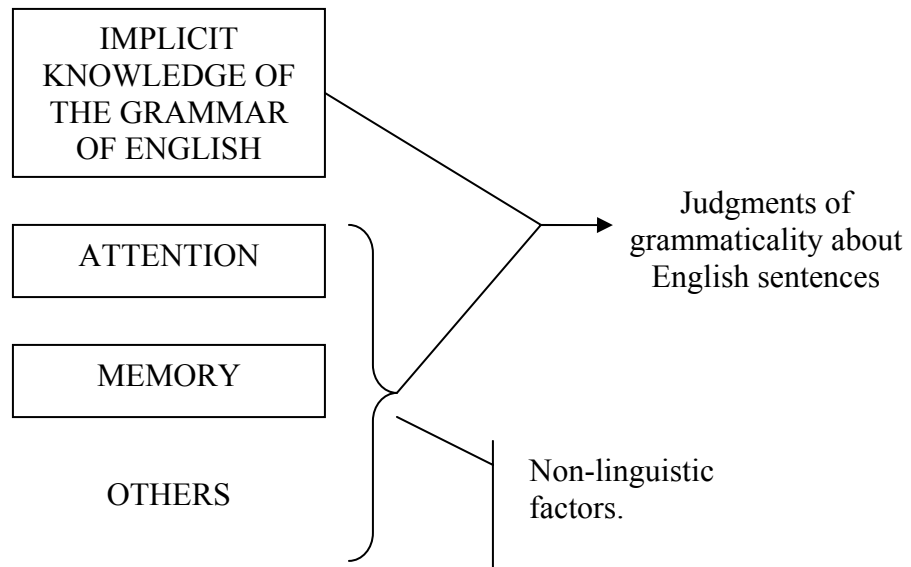 IMPLICIT
KNOWLEDGE OF
THE GRAMMAR
OF ENGLISH
Judgments of
grammaticality about
English sentences
ATTENTION
MEMORY
OTHERS
Non-linguistic
factors.